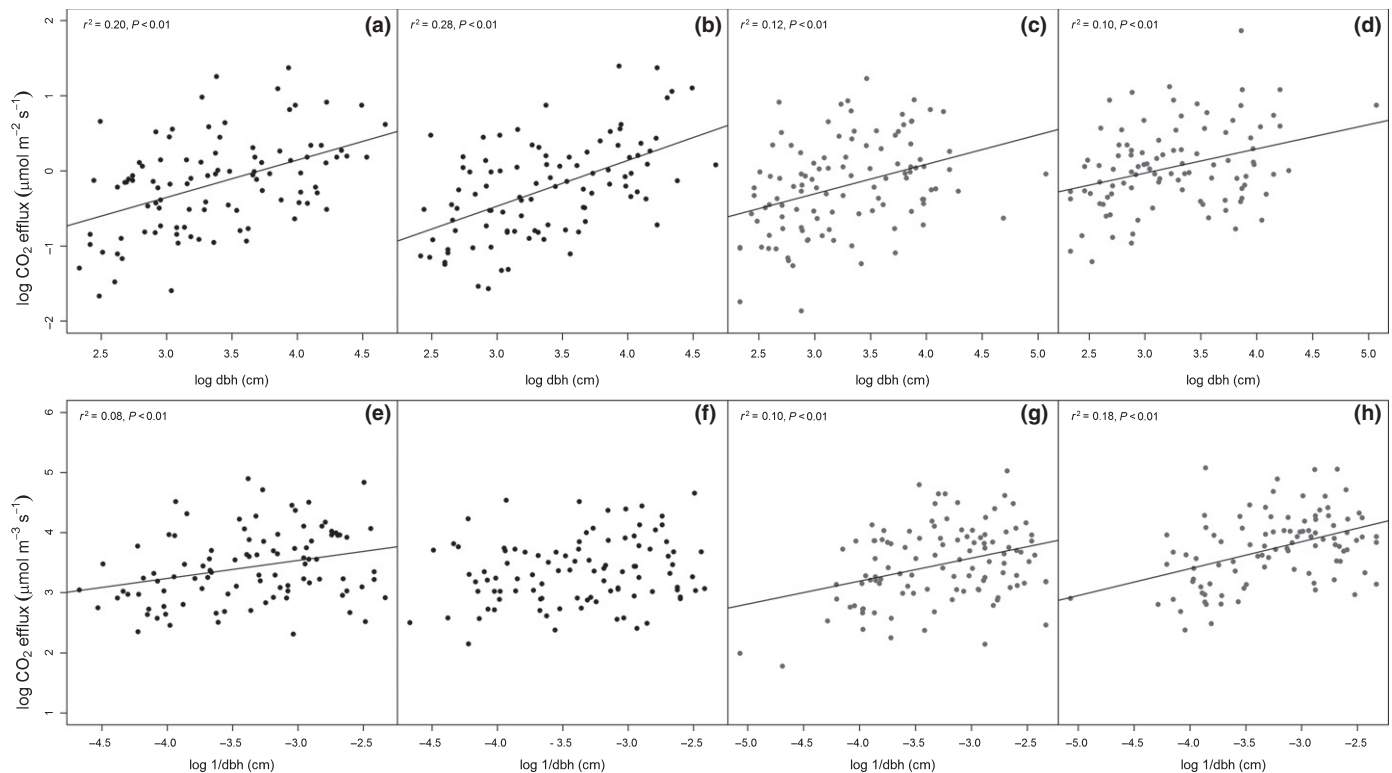 r² = 0.20, P < 0.01 (a)
r² = 0.28, P < 0.01 (b)
r² = 0.12, P < 0.01 (c)
r² = 0.10, P < 0.01 (d)
log CO₂ efflux (μmol m⁻² s⁻¹)
2
1
0
−1
−2
2.5 3.0 3.5 4.0 4.5
2.5 3.0 3.5 4.0 4.5
2.5 3.0 3.5 4.0 4.5 5.0
2.5 3.0 3.5 4.0 4.5 5.0
log dbh (cm)
log dbh (cm)
log dbh (cm)
log dbh (cm)
r² = 0.08, P < 0.01 (e)
(f)
r² = 0.10, P < 0.01 (g)
r² = 0.18, P < 0.01 (h)
log CO₂ efflux (μmol m⁻³ s⁻¹)
6
5
4
3
2
1
−4.5 −4.0 −3.5 −3.0 −2.5
−4.5 −4.0 −3.5 −3.0 −2.5
−5.0 −4.5 −4.0 −3.5 −3.0 −2.5
−5.0 −4.5 −4.0 −3.5 −3.0 −2.5
log 1/dbh (cm)
log 1/dbh (cm)
log 1/dbh (cm)
log 1/dbh (cm)